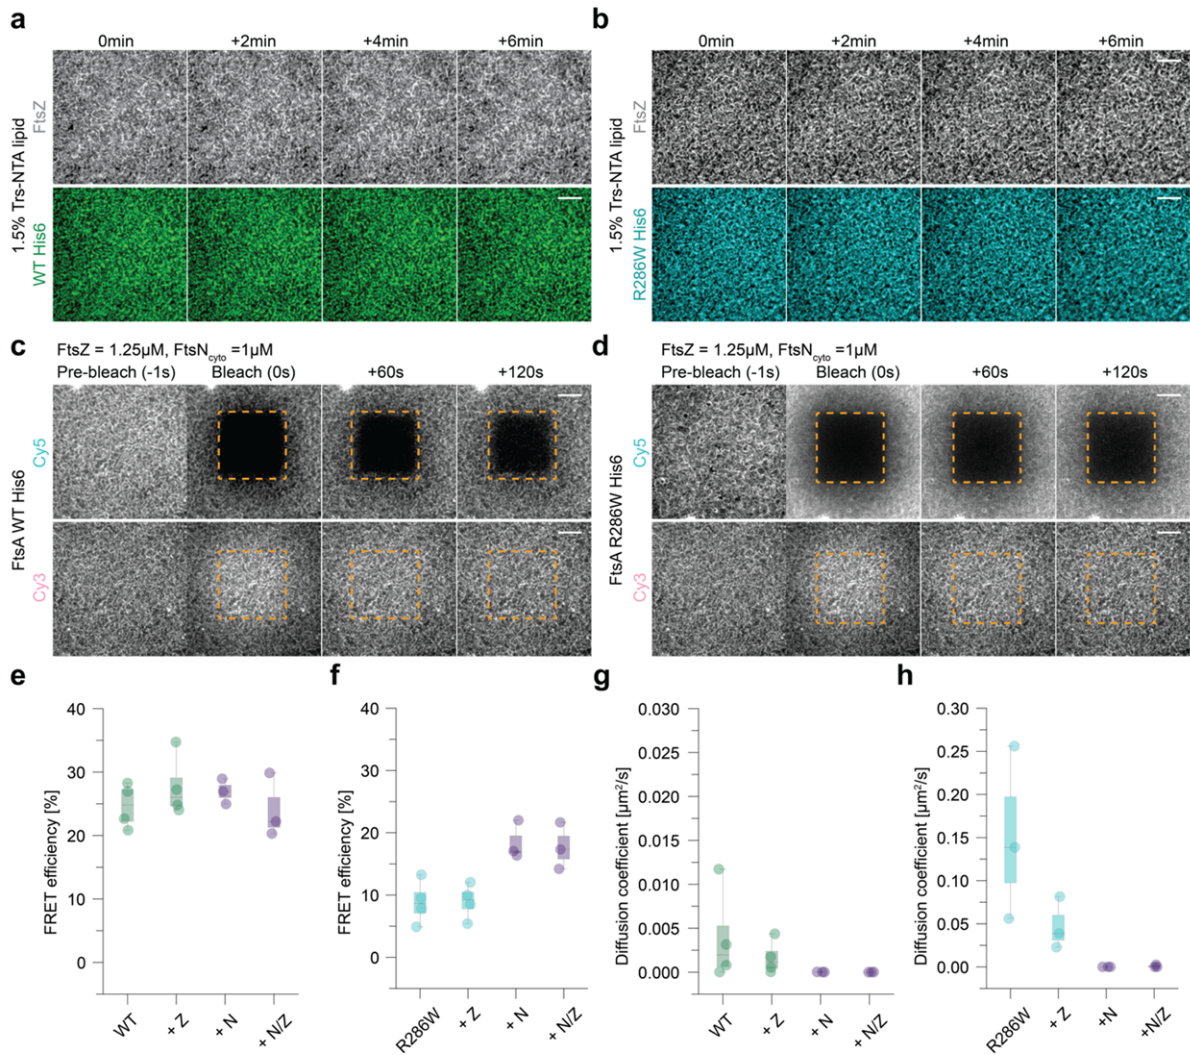 a
0min +2min +4min +6min
1.5% Trs-NTA lipid
FtsZ
WT His6
b
0min +2min +4min +6min
1.5% Trs-NTA lipid
FtsZ
R286W His6
c
FtsZ = 1.25µM, FtsN cyto =1µM
Pre-bleach (-1s) Bleach (0s) +60s +120s
FtsA WT His6
Cy5
Cy3
d
FtsZ = 1.25µM, FtsN cyto =1µM
Pre-bleach (-1s) Bleach (0s) +60s +120s
FtsA R286W His6
Cy5
Cy3
e
FRET efficiency [%]
40
30
20
10
0
WT + Z + N + N/Z
f
FRET efficiency [%]
40
30
20
10
0
R286W + Z + N + N/Z
g
Diffusion coefficient [µm²/s]
0.030
0.025
0.020
0.015
0.010
0.005
0.000
WT + Z + N + N/Z
h
Diffusion coefficient [µm²/s]
0.30
0.25
0.20
0.15
0.10
0.05
0.00
R286W + Z +N + N/Z